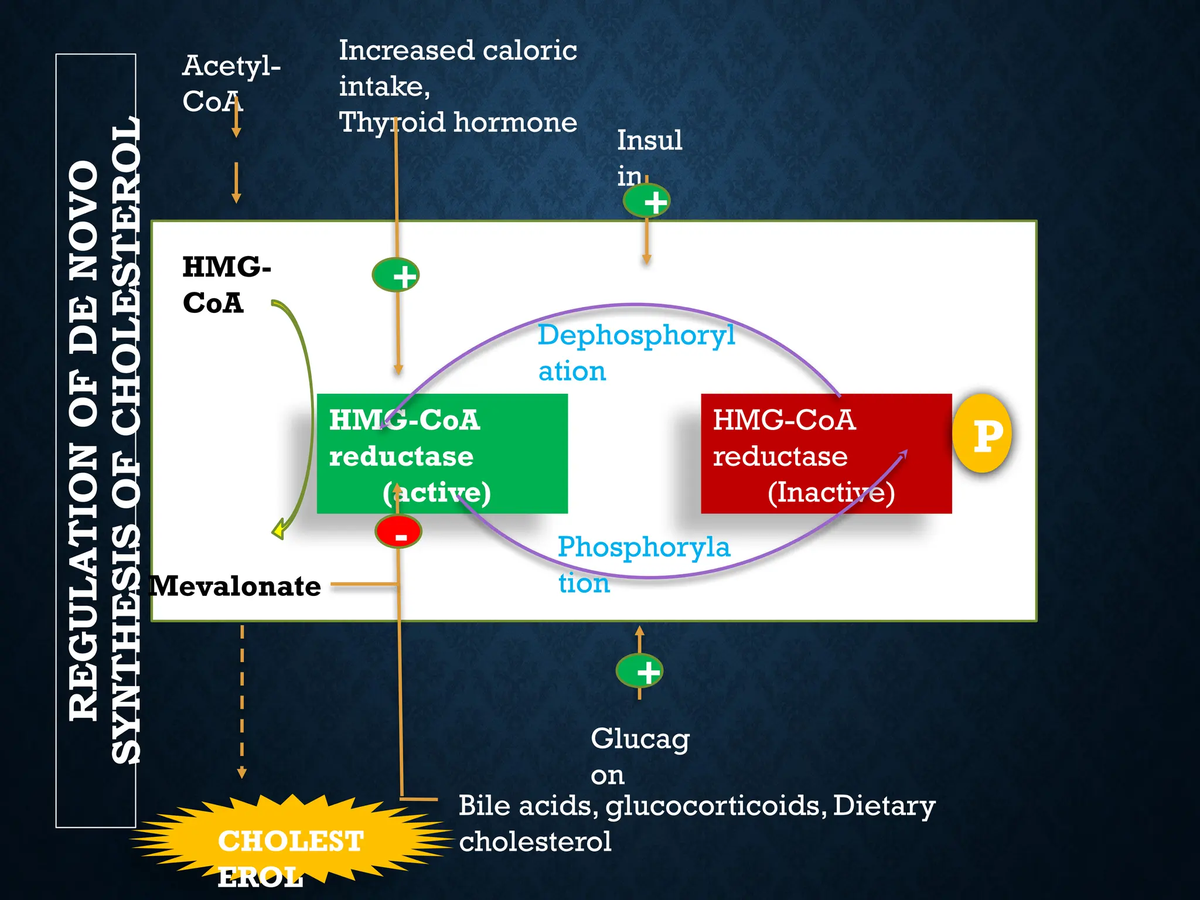 REGULATION OF DE NOVO
SYNTHESIS OF CHOLESTEROL
Acetyl-
CoA
Increased caloric
intake,
Thyroid hormone
Insul
in
+
HMG-
CoA
+
Dephosphoryl
ation
HMG-CoA
reductase
(active)
HMG-CoA
reductase
(Inactive)
P
-
Phosphoryla
tion
Mevalonate
+
Glucag
on
Bile acids, glucocorticoids, Dietary
cholesterol
CHOLEST
EROL